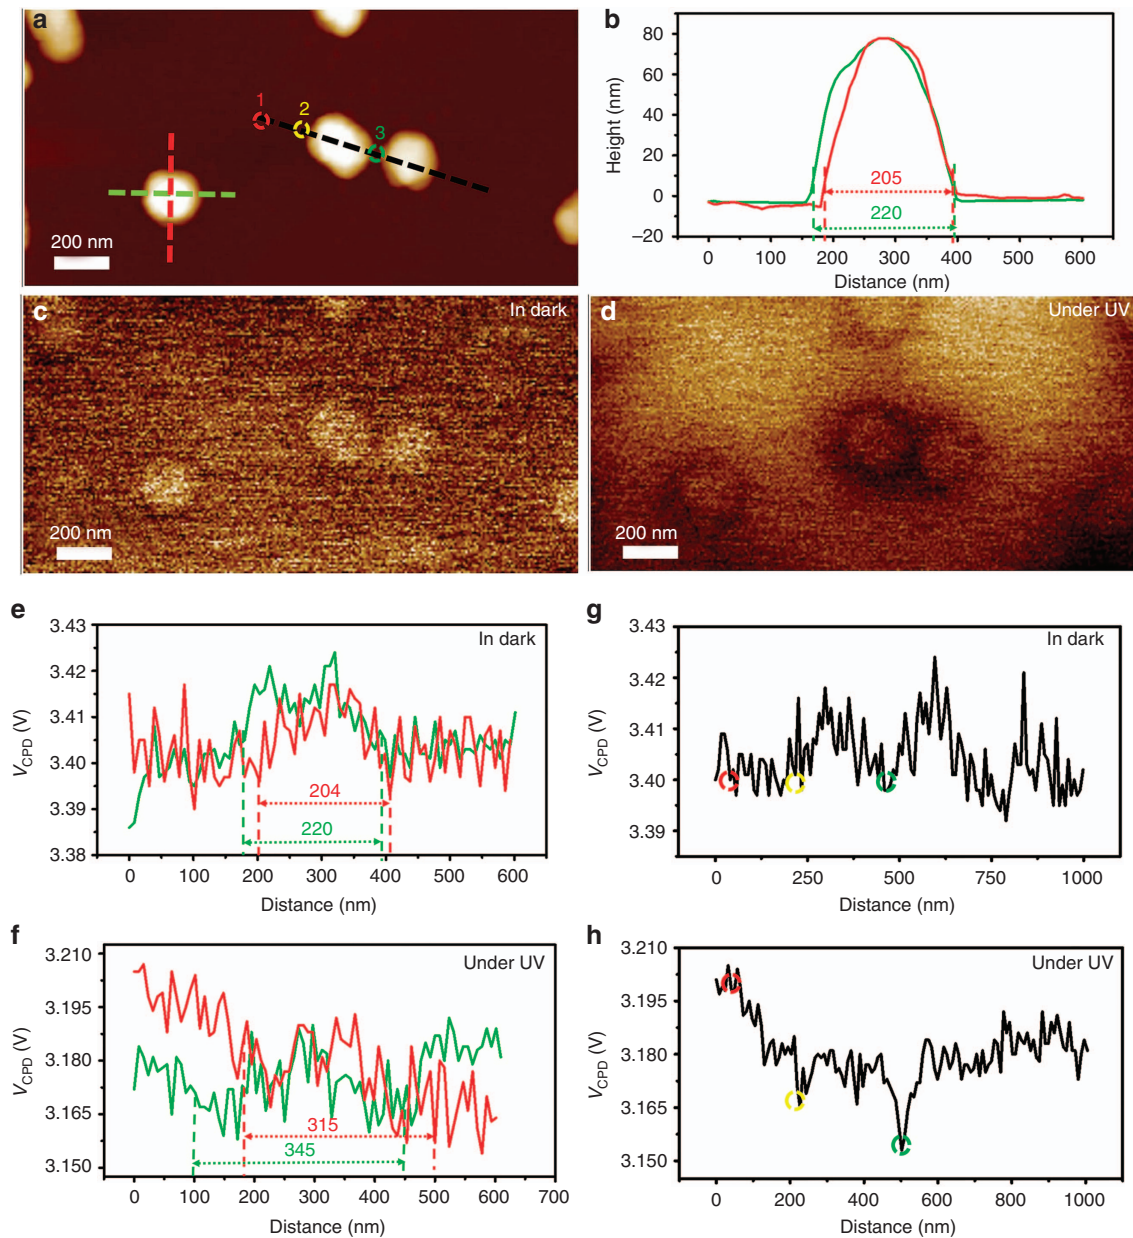 a
1
2
3
200 nm
b
Height (nm)
80
60
40
20
0
−20
205
220
0 100 200 300 400 500 600
Distance (nm)
c
In dark
200 nm
d
Under UV
200 nm
e
In dark
V_CPD (V)
3.43
3.42
3.41
3.40
3.39
3.38
204
220
0 100 200 300 400 500 600
Distance (nm)
g
In dark
V_CPD (V)
3.43
3.42
3.41
3.40
3.39
0 250 500 750 1000
Distance (nm)
f
Under UV
V_CPD (V)
3.210
3.195
3.180
3.165
3.150
315
345
0 100 200 300 400 500 600 700
Distance (nm)
h
Under UV
V_CPD (V)
3.210
3.195
3.180
3.165
3.150
0 200 400 600 800 1000
Distance (nm)